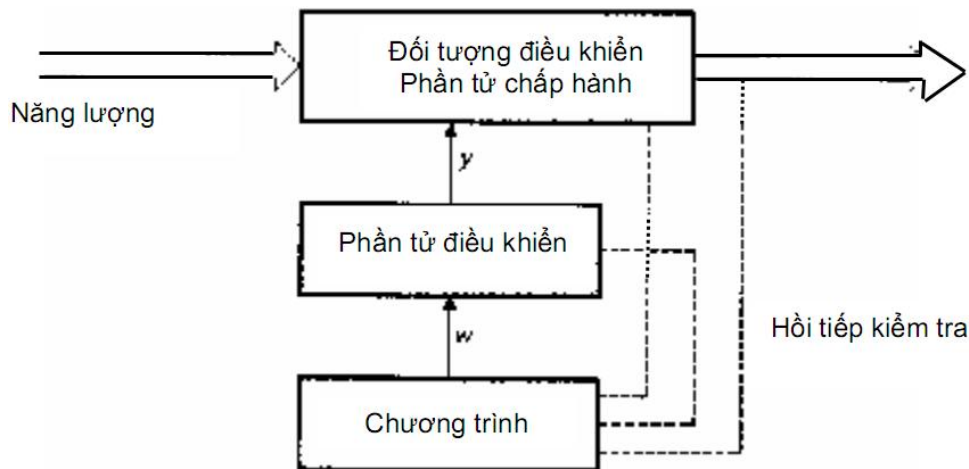 Đối tượng điều khiển
Phần tử chấp hành
Năng lượng
y
Phần tử điều khiển
Hồi tiếp kiểm tra
w
Chương trình